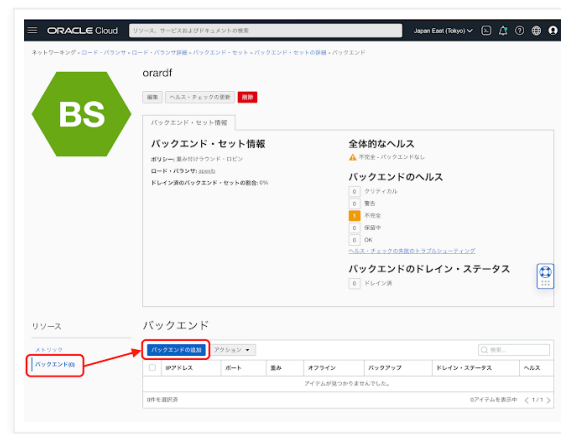 ORACLE Cloud
リソース、サービスおよびドキュメントの検索
Japan East (Tokyo)
ネットワーキング » ロード・バランサ » ロード・バランサ詳細 » バックエンド・セット » バックエンド・セットの詳細 » バックエンド
BS
orardf
編集
ヘルス・チェックの更新
削除
バックエンド・セット情報
バックエンド・セット情報
ポリシー: 重み付けラウンド・ロビン
ロード・バランサ:
ドレイン済のバックエンド・セットの割合: 0%
全体的なヘルス
不完全 - バックエンドなし
バックエンドのヘルス
0 クリティカル
0 警告
不完全
0 保留中
0 OK
ヘルス・チェックの失敗のトラブルシューティング
バックエンドのドレイン・ステータス
0 ドレイン済
リソース
メトリック
バックエンド(0)
バックエンド
バックエンドの追加
アクション
検索
IPアドレス ポート 重み オフライン バックアップ ドレイン・ステータス ヘルス
アイテムが見つかりませんでした。
0件を選択済
0アイテムを表示中 < 1 / 1 >